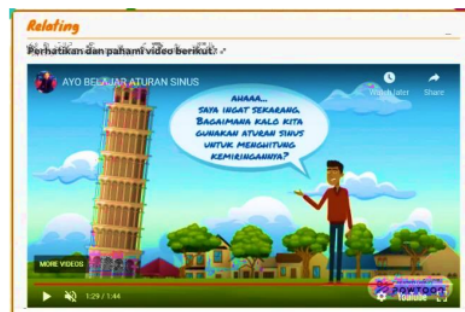 Relating
Perhatikan dan pahami video berikut!
AYO BELAJAR ATURAN SINUS
Watch later
Share
AHAAA...
SAYA INGAT SEKARANG.
BAGAIMANA KALO KITA
GUNAKAN ATURAN SINUS
UNTUK MENGHITUNG
KEMIRINGANNYA?
MORE VIDEOS
1:29 / 1:44
POWTOON
YouTube